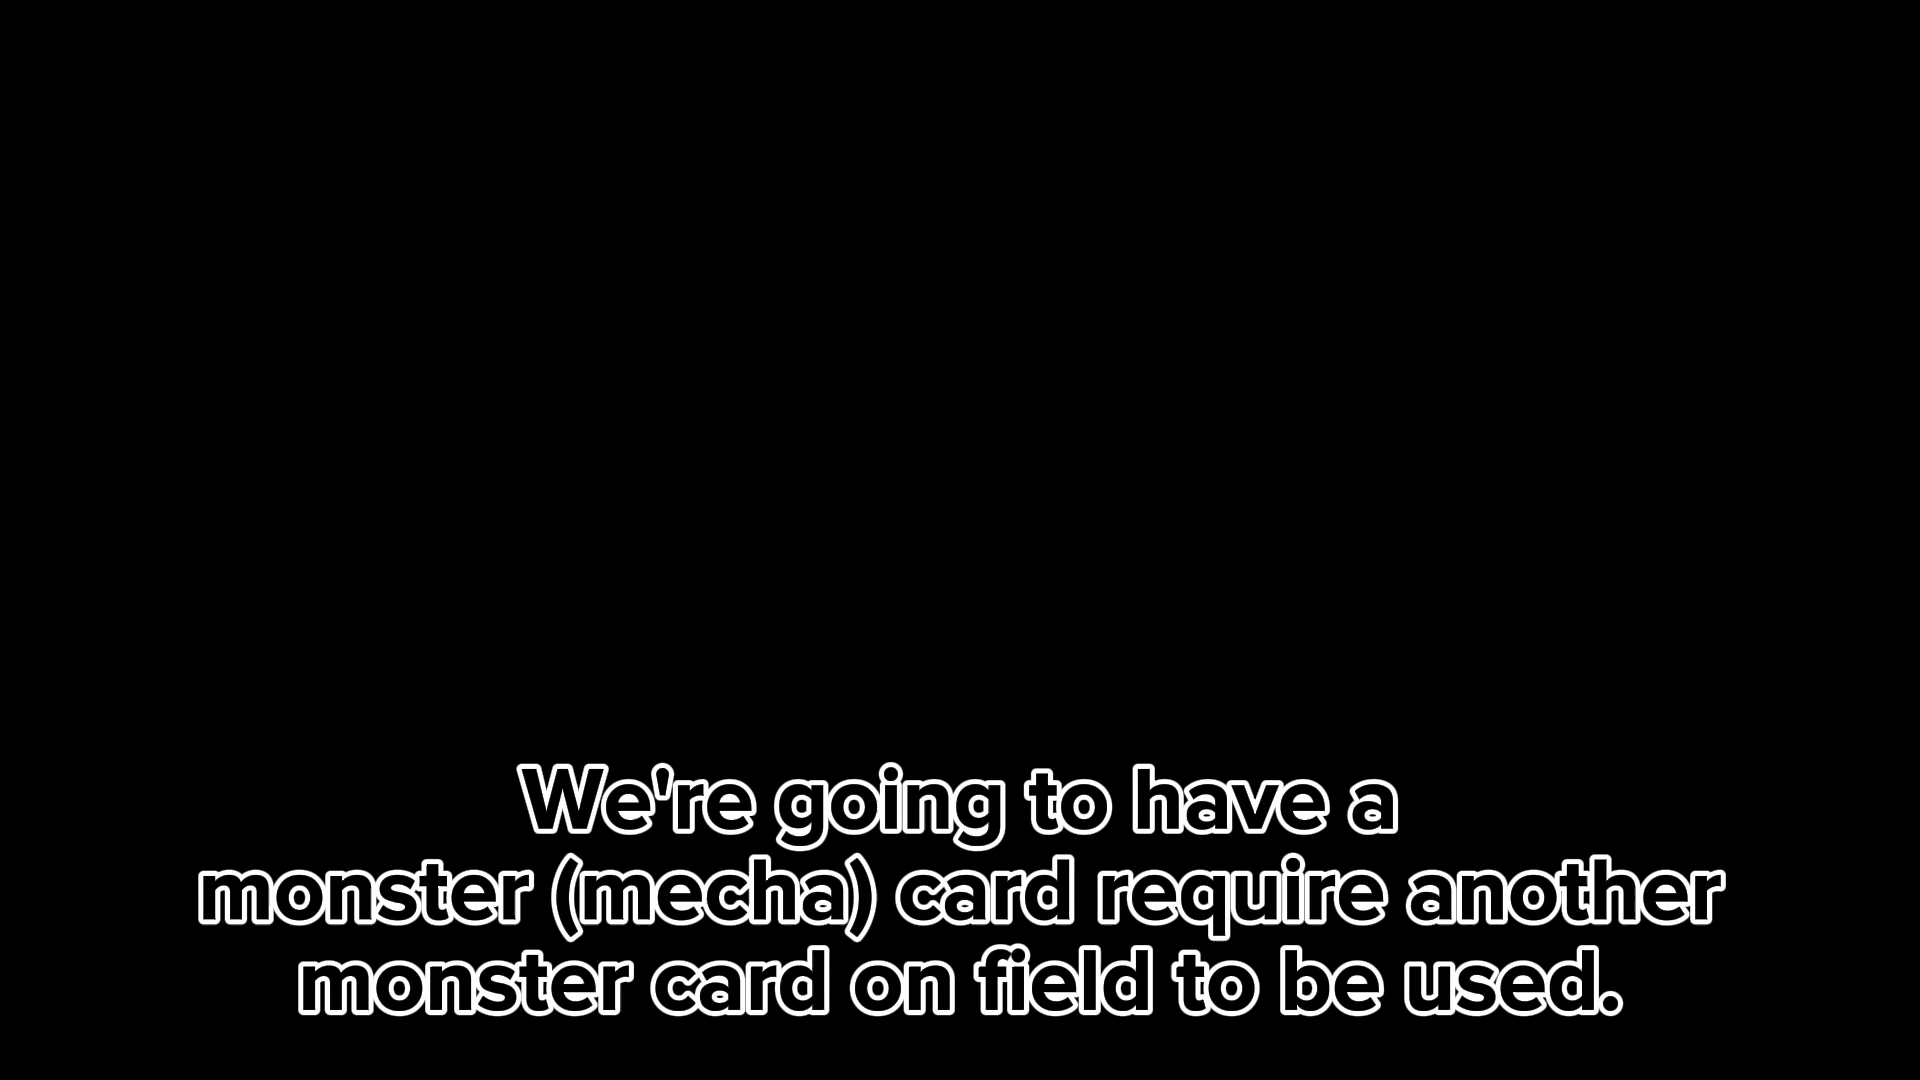 We're going to have a
monster (mecha) card require another
monster card on field to be used.